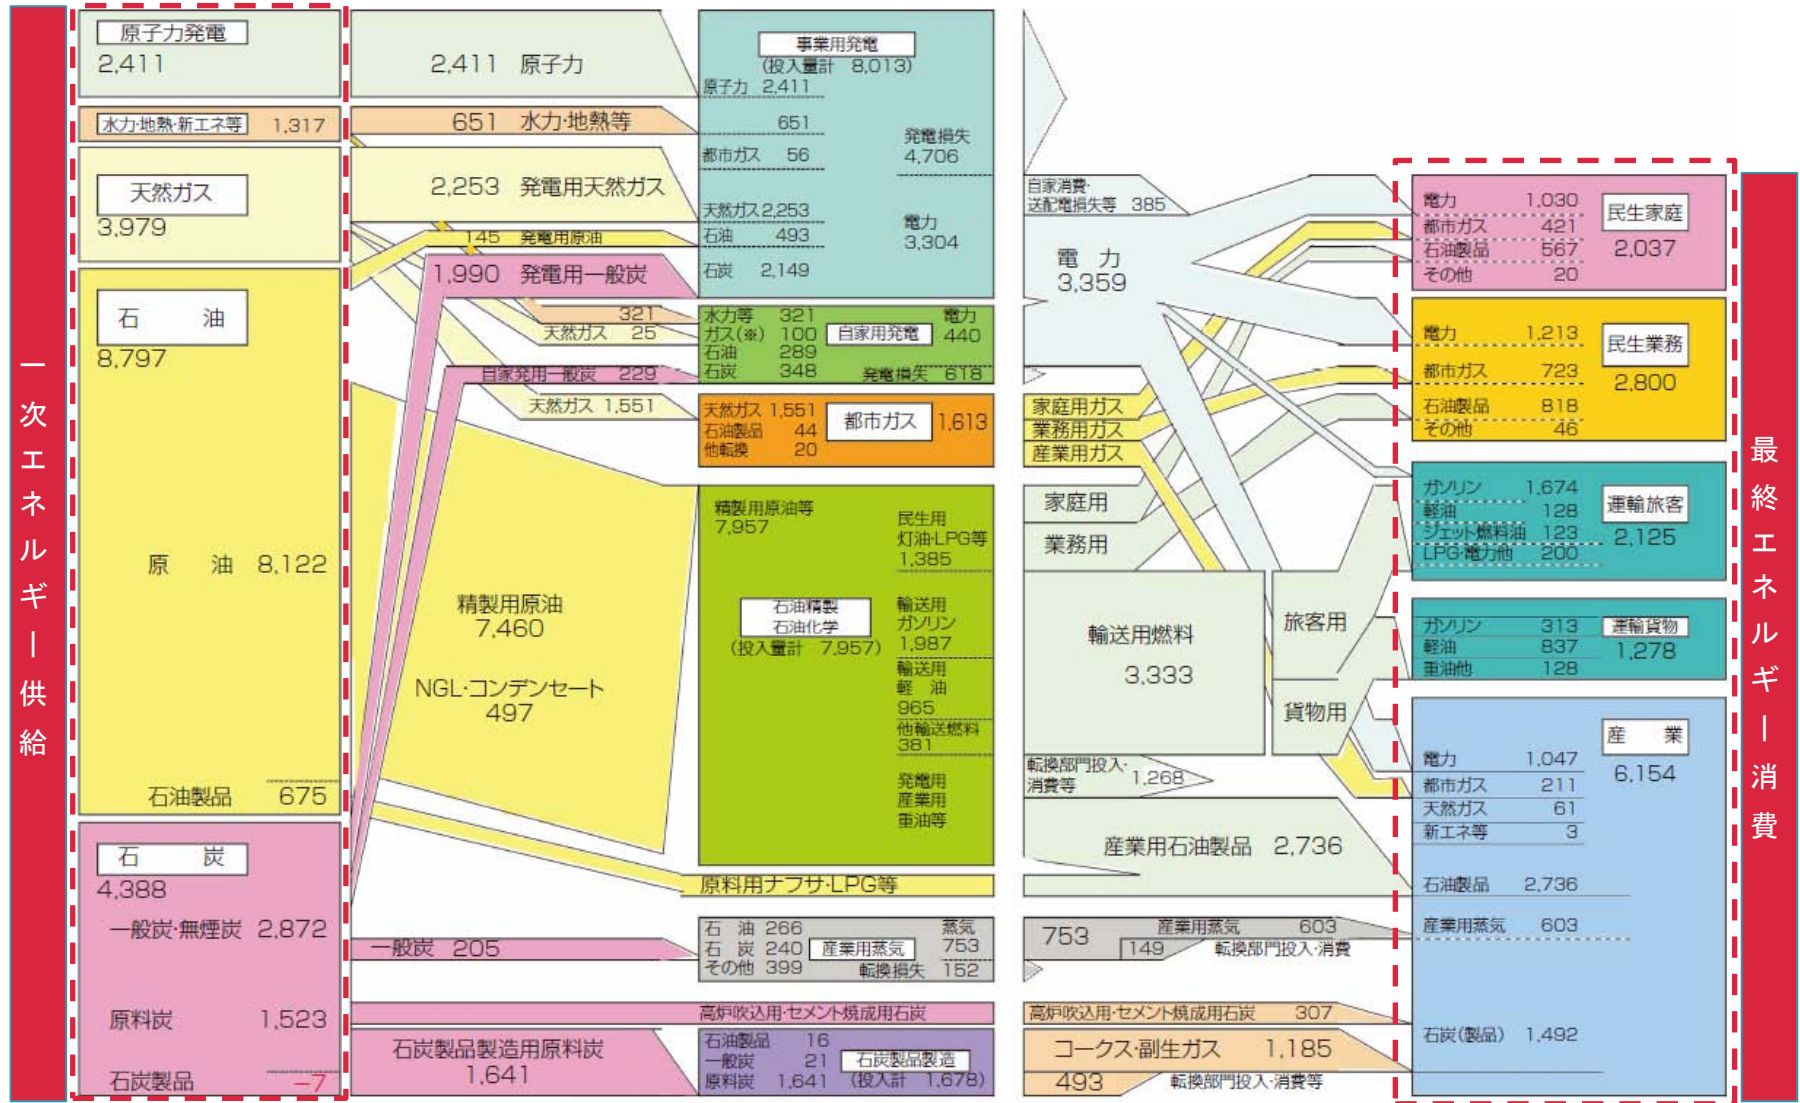 一次エネルギー供給
原子力発電
2,411
水力・地熱・新エネ等 1,317
天然ガス
3,979
石 油
8,797
原 油 8,122
石油製品 675
石 炭
4,388
一般炭・無煙炭 2,872
原料炭 1,523
石炭製品 −7
2,411 原子力
651 水力・地熱等
2,253 発電用天然ガス
145 発電用原油
1,990 発電用一般炭
321
天然ガス 25
自家発用一般炭 229
天然ガス 1,551
精製用原油
7,460
NGL・コンデンセート
497
一般炭 205
石炭製品製造用原料炭
1,641
事業用発電
(投入量計 8,013)
原子力 2,411
651
都市ガス 56
天然ガス 2,253
石油 493
石炭 2,149
発電損失
4,706
電力
3,304
水力等 321
ガス(※) 100
石油 289
石炭 348
自家用発電
電力
440
発電損失 618
天然ガス 1,551
石油製品 44
他転換 20
都市ガス 1,613
精製用原油等
7,957
石油精製
石油化学
(投入量計 7,957)
民生用
灯油・LPG等
1,385
輸送用
ガソリン
1,987
輸送用
軽 油
965
他輸送燃料
381
発電用
産業用
重油等
原料用ナフサ・LPG等
石 油 266
石 炭 240
その他 399
産業用蒸気
蒸気
753
転換損失 152
高炉吹込用・セメント焼成用石炭
石油製品 16
一般炭 21
原料炭 1,641
石炭製品製造
(投入計 1,678)
自家消費・
送配電損失等 385
電 力
3,359
家庭用ガス
業務用ガス
産業用ガス
家庭用
業務用
輸送用燃料
3,333
旅客用
貨物用
転換部門投入・
消費等 1,268
産業用石油製品 2,736
753
産業用蒸気 603
149 転換部門投入・消費
高炉吹込用・セメント焼成用石炭 307
コークス・副生ガス 1,185
493 転換部門投入・消費等
電力 1,030
都市ガス 421
石油製品 567
その他 20
民生家庭
2,037
電力 1,213
都市ガス 723
石油製品 818
その他 46
民生業務
2,800
ガソリン 1,674
軽油 128
ジェット燃料油 123
LPG・電力他 200
運輸旅客
2,125
ガソリン 313
軽油 837
重油他 128
運輸貨物
1,278
産 業
6,154
電力 1,047
都市ガス 211
天然ガス 61
新エネ等 3
石油製品 2,736
産業用蒸気 603
石炭(製品) 1,492
最終エネルギー消費